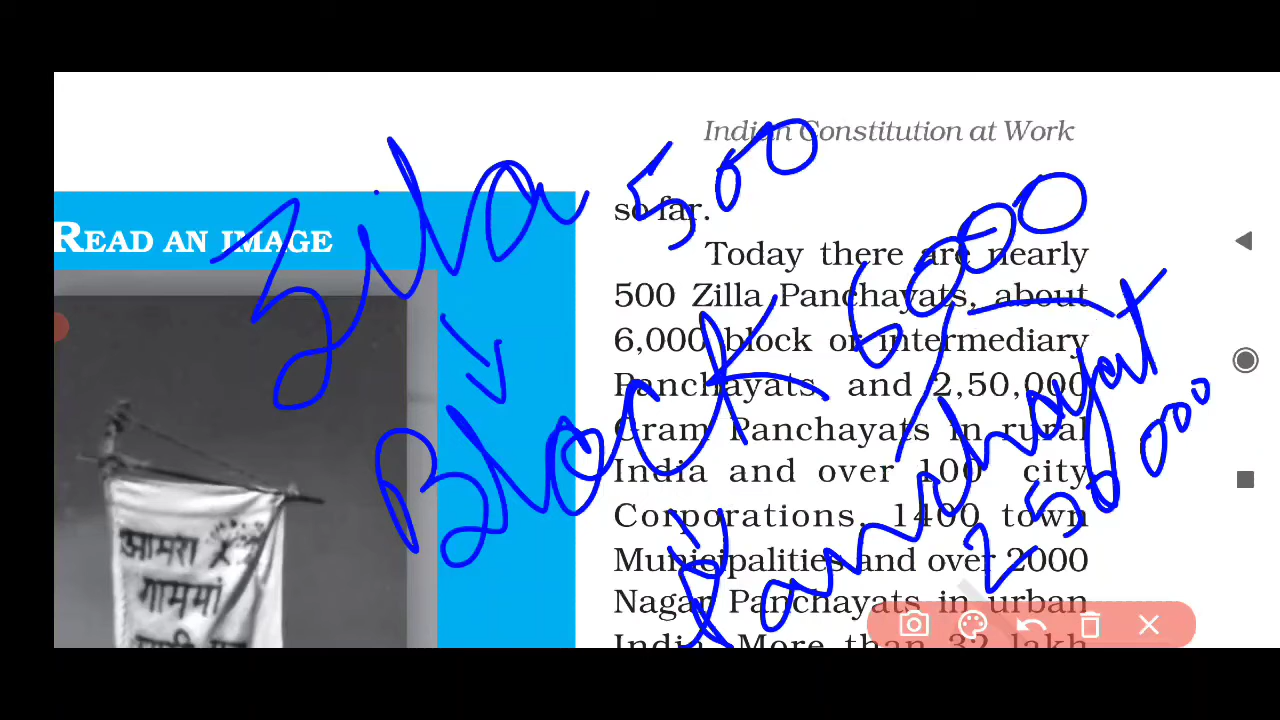 Indian Constitution at Work
READ AN IMAGE
आमरा
गाममां
so far.
Today there are nearly
500 Zilla Panchayats, about
6,000 block or intermediary
Panchayats, and 2,50,000
Gram Panchayats in rural
India and over 100 city
Corporations, 1400 town
Municipalities and over 2000
Nagar Panchayats in urban
India. More than 32 lakh
Zila 500
Block 6000
Panchayat
250000